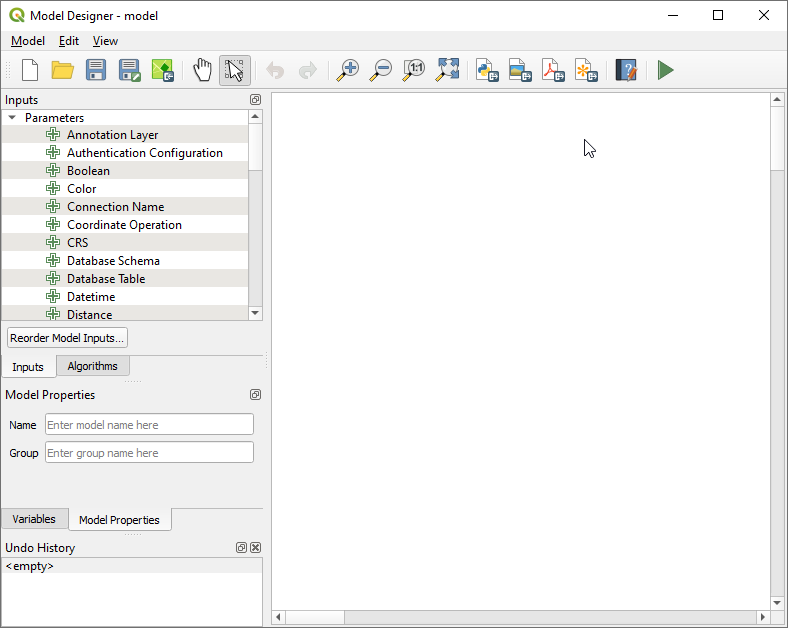 Model Designer - model
Model Edit View
1:1
Inputs
Parameters
Annotation Layer
Authentication Configuration
Boolean
Color
Connection Name
Coordinate Operation
CRS
Database Schema
Database Table
Datetime
Distance
Reorder Model Inputs...
Inputs Algorithms
Model Properties
Name Enter model name here
Group Enter group name here
Variables Model Properties
Undo History
<empty>